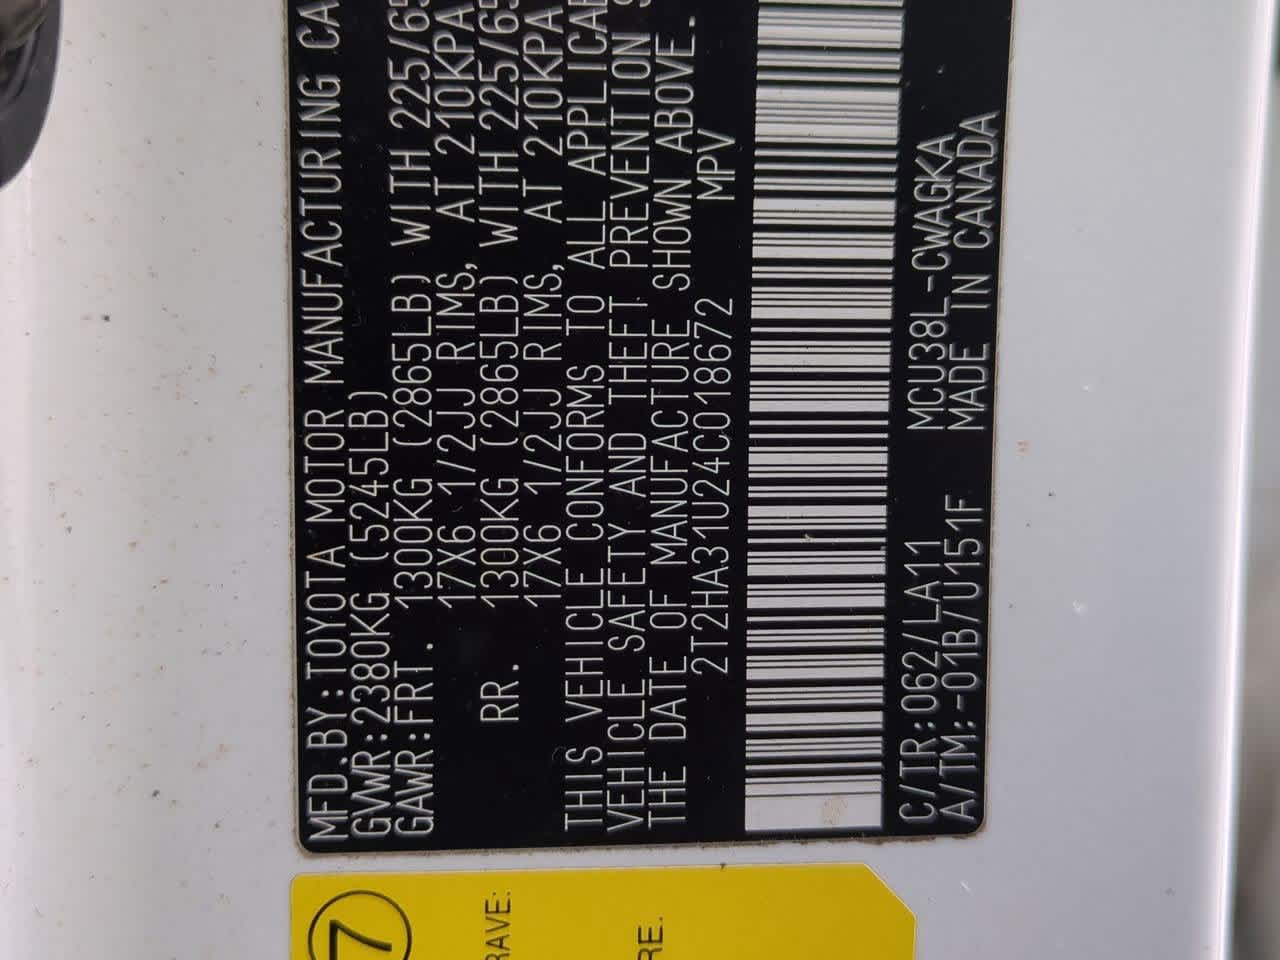 MFD.BY:TOYOTA MOTOR MANUFACTURING CA
GVWR:2380KG (5245LB)
GAWR:FRT. 1300KG (2865LB) WITH 225/65
17X6 1/2JJ RIMS, AT 210KPA
RR. 1300KG (2865LB) WITH 225/65
17X6 1/2JJ RIMS, AT 210KPA
THIS VEHICLE CONFORMS TO ALL APPLICAB
VEHICLE SAFETY AND THEFT PREVENTION S
THE DATE OF MANUFACTURE SHOWN ABOVE.
2T2HA31U24C018672 MPV
C/TR:062/LA11 MCU38L-CWAGKA
A/TM:-01B/U151F MADE IN CANADA
7
RAVE:
RE.